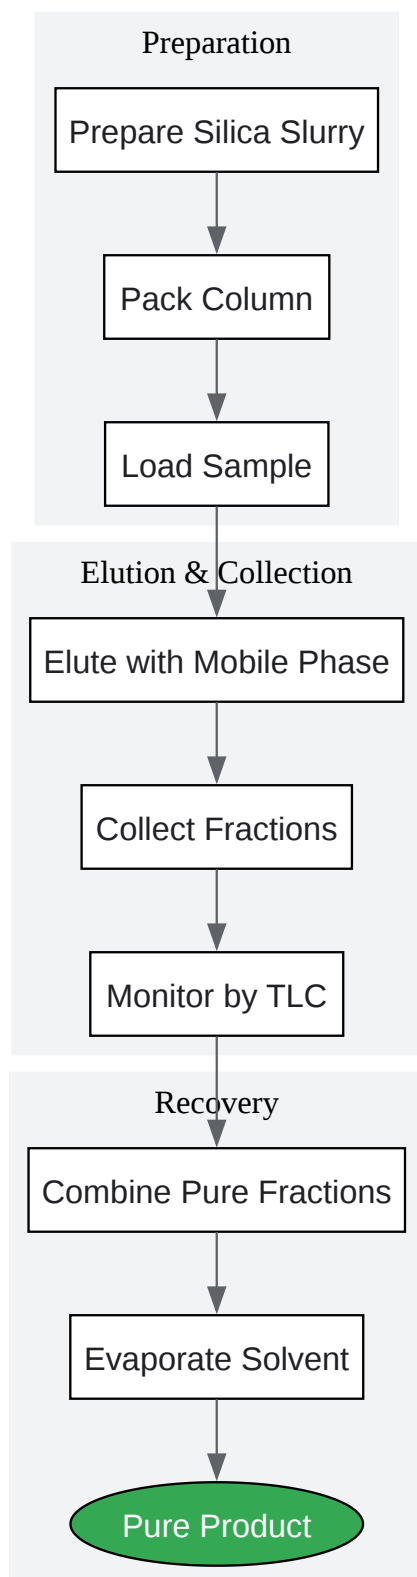 Preparation
Prepare Silica Slurry
Pack Column
Load Sample
Elution & Collection
Elute with Mobile Phase
Collect Fractions
Monitor by TLC
Recovery
Combine Pure Fractions
Evaporate Solvent
Pure Product